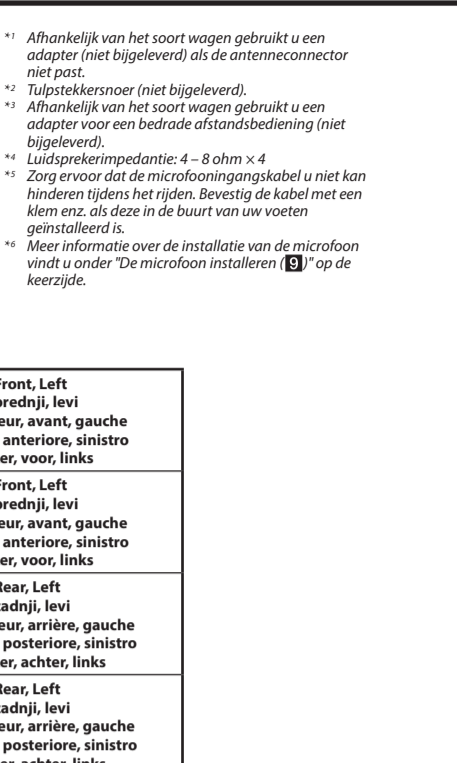 *1 Afhankelijk van het soort wagen gebruikt u een
adapter (niet bijgeleverd) als de antenneconnector
niet past.
*2 Tulpstekkersnoer (niet bijgeleverd).
*3 Afhankelijk van het soort wagen gebruikt u een
adapter voor een bedrade afstandsbediening (niet
bijgeleverd).
*4 Luidsprekerimpedantie: 4 – 8 ohm × 4
*5 Zorg ervoor dat de microfooningangskabel u niet kan
hinderen tijdens het rijden. Bevestig de kabel met een
klem enz. als deze in de buurt van uw voeten
geïnstalleerd is.
*6 Meer informatie over de installatie van de microfoon
vindt u onder "De microfoon installeren (9)" op de
keerzijde.
Front, Left
prednji, levi
eur, avant, gauche
anteriore, sinistro
er, voor, links
Front, Left
prednji, levi
eur, avant, gauche
anteriore, sinistro
er, voor, links
Rear, Left
zadnji, levi
eur, arrière, gauche
posteriore, sinistro
er, achter, links
Rear, Left
zadnji, levi
eur, arrière, gauche
posteriore, sinistro
er, achter, links